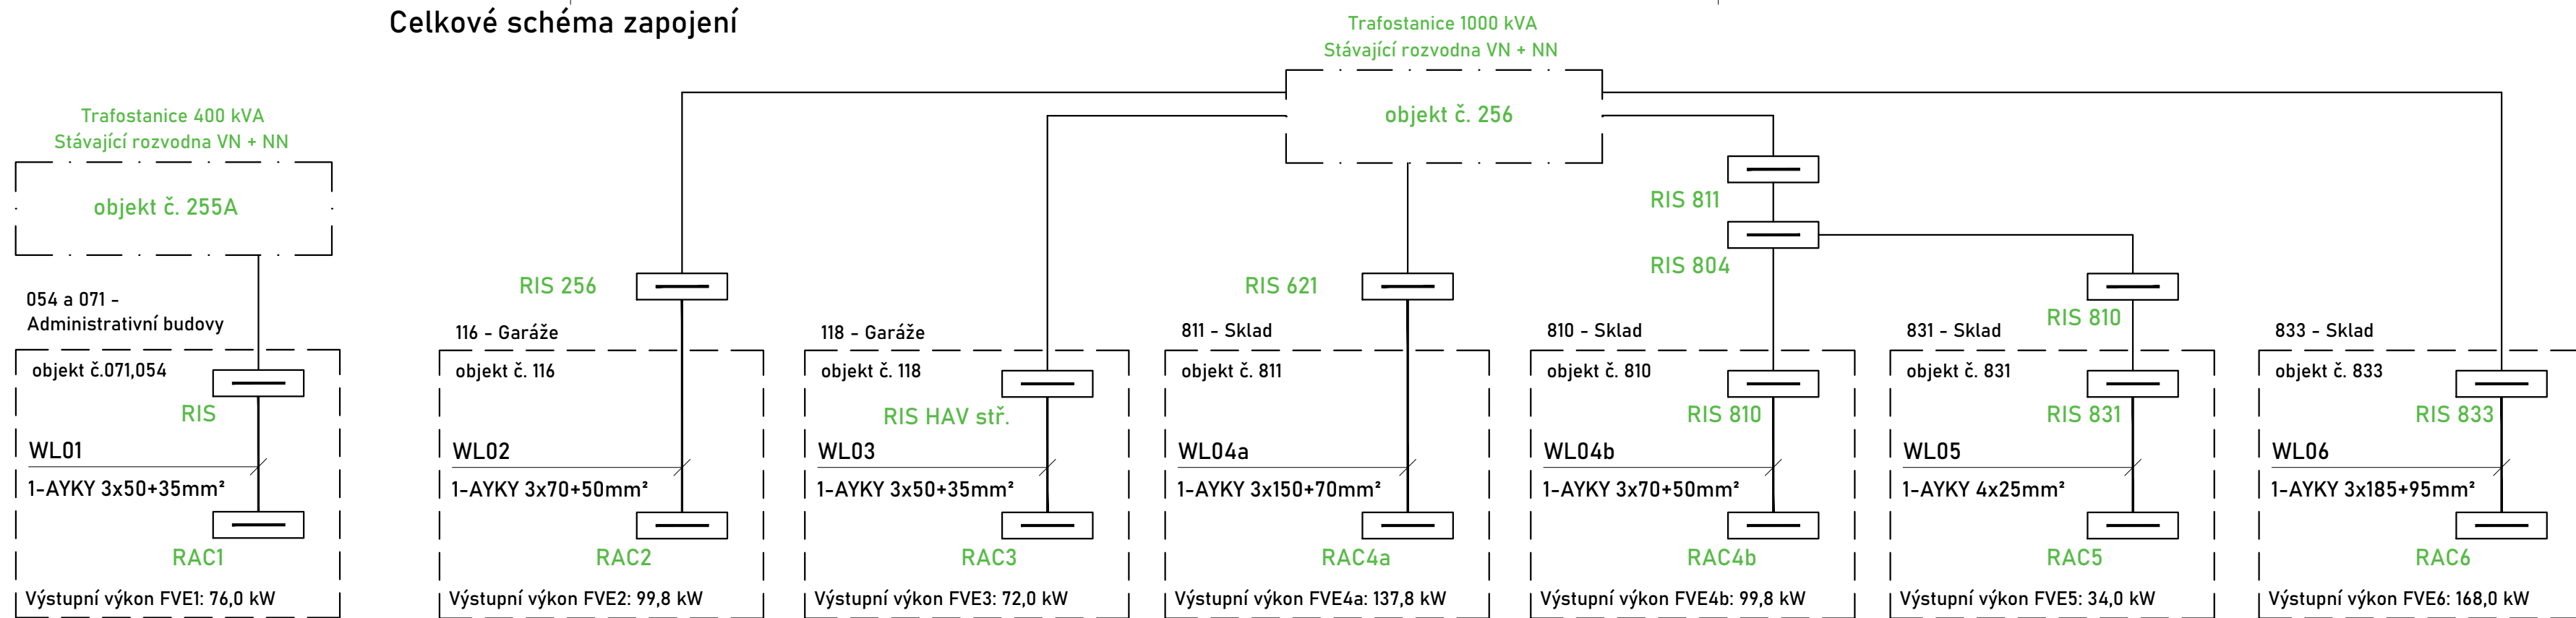 Celkové schéma zapojení
Trafostanice 1000 kVA
Stávající rozvodna VN + NN
objekt č. 256
Trafostanice 400 kVA
Stávající rozvodna VN + NN
objekt č. 255A
RIS 811
RIS 804
RIS 256
RIS 621
RIS 810
054 a 071 -
Administrativní budovy
objekt č.071,054
RIS
WL01
1-AYKY 3x50+35mm²
RAC1
Výstupní výkon FVE1: 76,0 kW
116 - Garáže
objekt č. 116
WL02
1-AYKY 3x70+50mm²
RAC2
Výstupní výkon FVE2: 99,8 kW
118 - Garáže
objekt č. 118
RIS HAV stř.
WL03
1-AYKY 3x50+35mm²
RAC3
Výstupní výkon FVE3: 72,0 kW
811 - Sklad
objekt č. 811
WL04a
1-AYKY 3x150+70mm²
RAC4a
Výstupní výkon FVE4a: 137,8 kW
810 - Sklad
objekt č. 810
RIS 810
WL04b
1-AYKY 3x70+50mm²
RAC4b
Výstupní výkon FVE4b: 99,8 kW
831 - Sklad
objekt č. 831
RIS 831
WL05
1-AYKY 4x25mm²
RAC5
Výstupní výkon FVE5: 34,0 kW
833 - Sklad
objekt č. 833
RIS 833
WL06
1-AYKY 3x185+95mm²
RAC6
Výstupní výkon FVE6: 168,0 kW